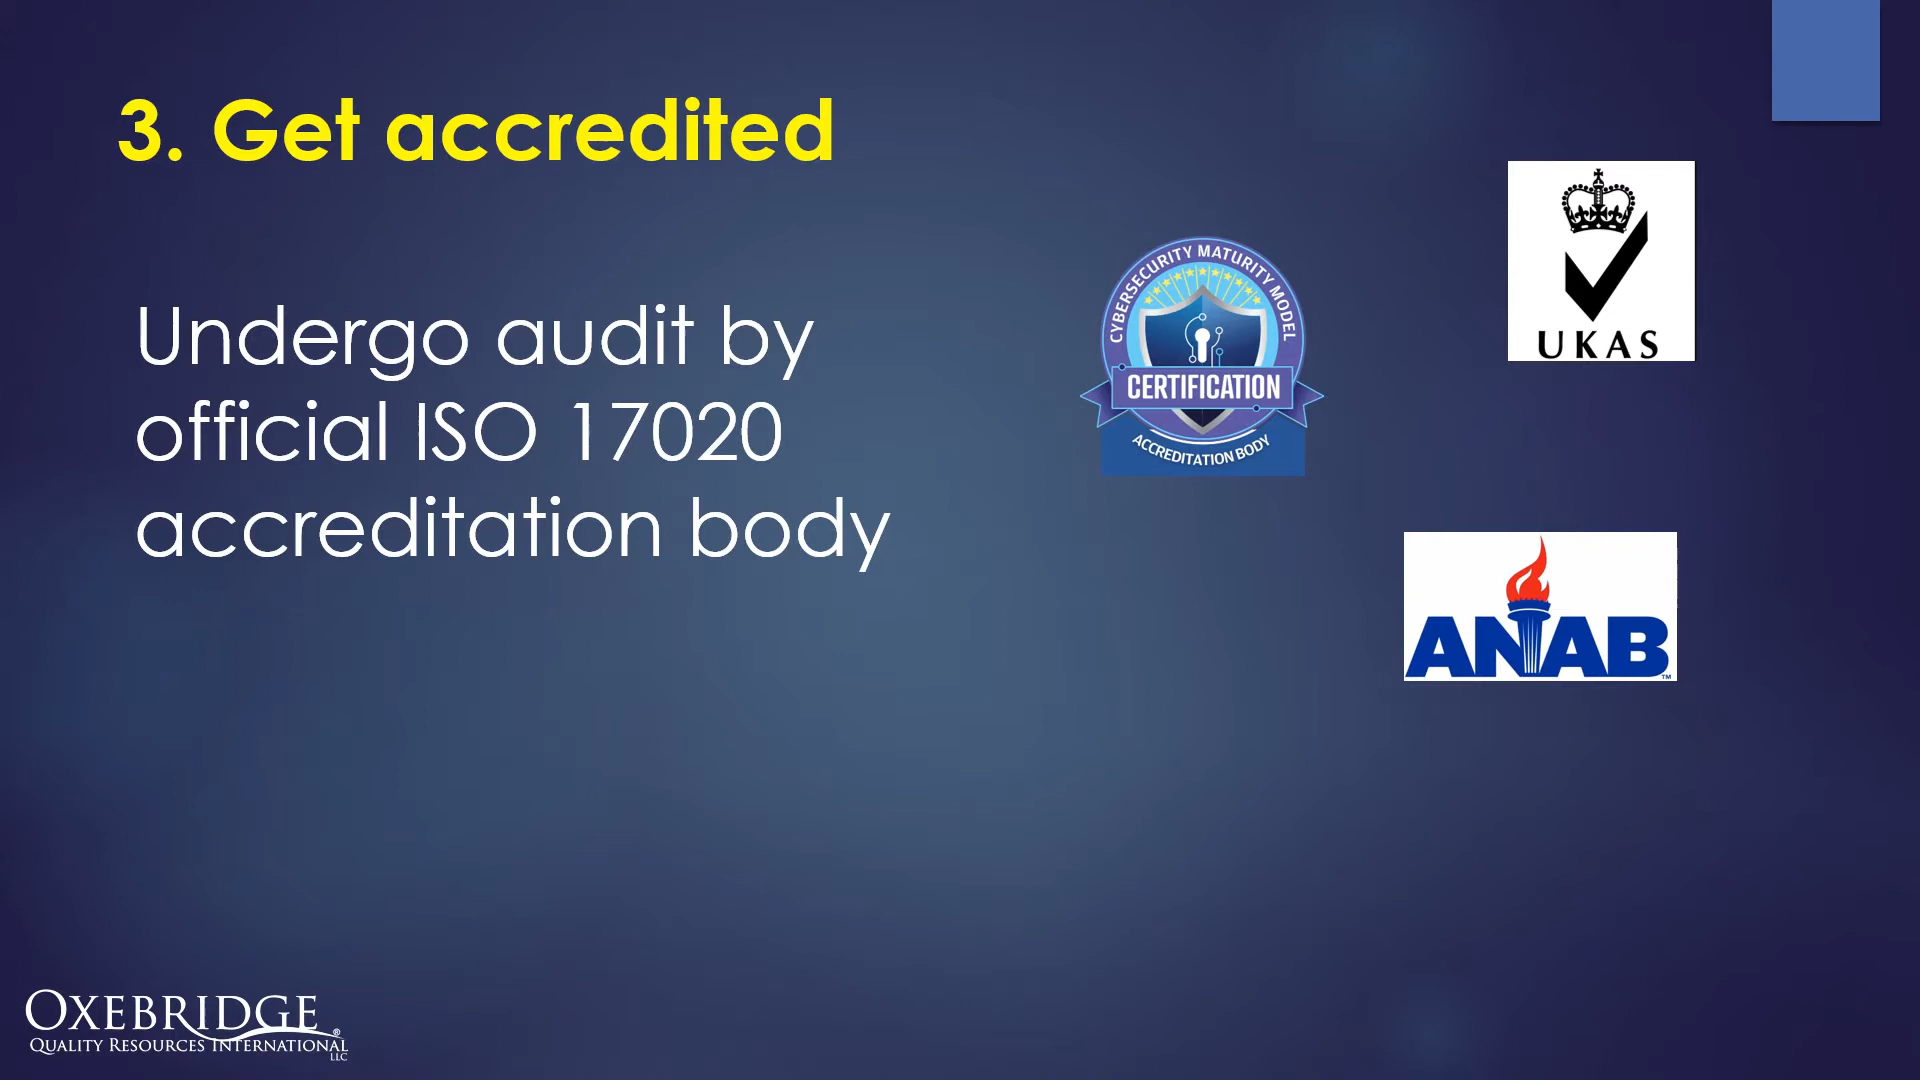 3. Get accredited
Undergo audit by
official ISO 17020
accreditation body
CYBERSECURITY MATURITY MODEL
CERTIFICATION
ACCREDITATION BODY
UKAS
ANAB
TM
OXEBRIDGE®
QUALITY RESOURCES INTERNATIONAL
LLC